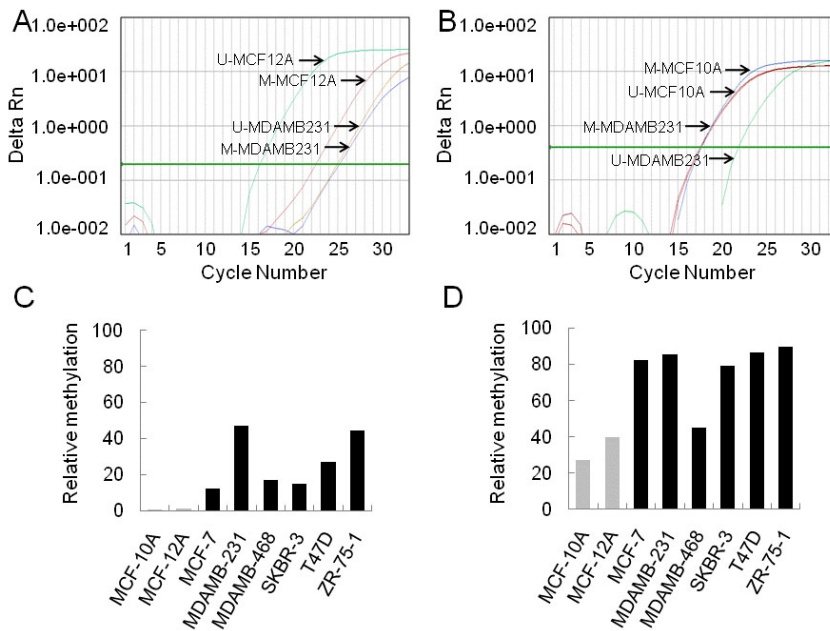 A
1.0e+002
1.0e+001
1.0e+000
1.0e-001
1.0e-002
Delta Rn
U-MCF12A
M-MCF12A
U-MDAMB231
M-MDAMB231
1 5 10 15 20 25 30
Cycle Number
B
1.0e+002
1.0e+001
1.0e+000
1.0e-001
1.0e-002
Delta Rn
M-MCF10A
U-MCF10A
M-MDAMB231
U-MDAMB231
1 5 10 15 20 25 30
Cycle Number
C
100
80
60
40
20
0
Relative methylation
MCF-10A
MCF-12A
MCF-7
MDAMB-231
MDAMB-468
SKBR-3
T47D
ZR-75-1
D
100
80
60
40
20
0
Relative methylation
MCF-10A
MCF-12A
MCF-7
MDAMB-231
MDAMB-468
SKBR-3
T47D
ZR-75-1